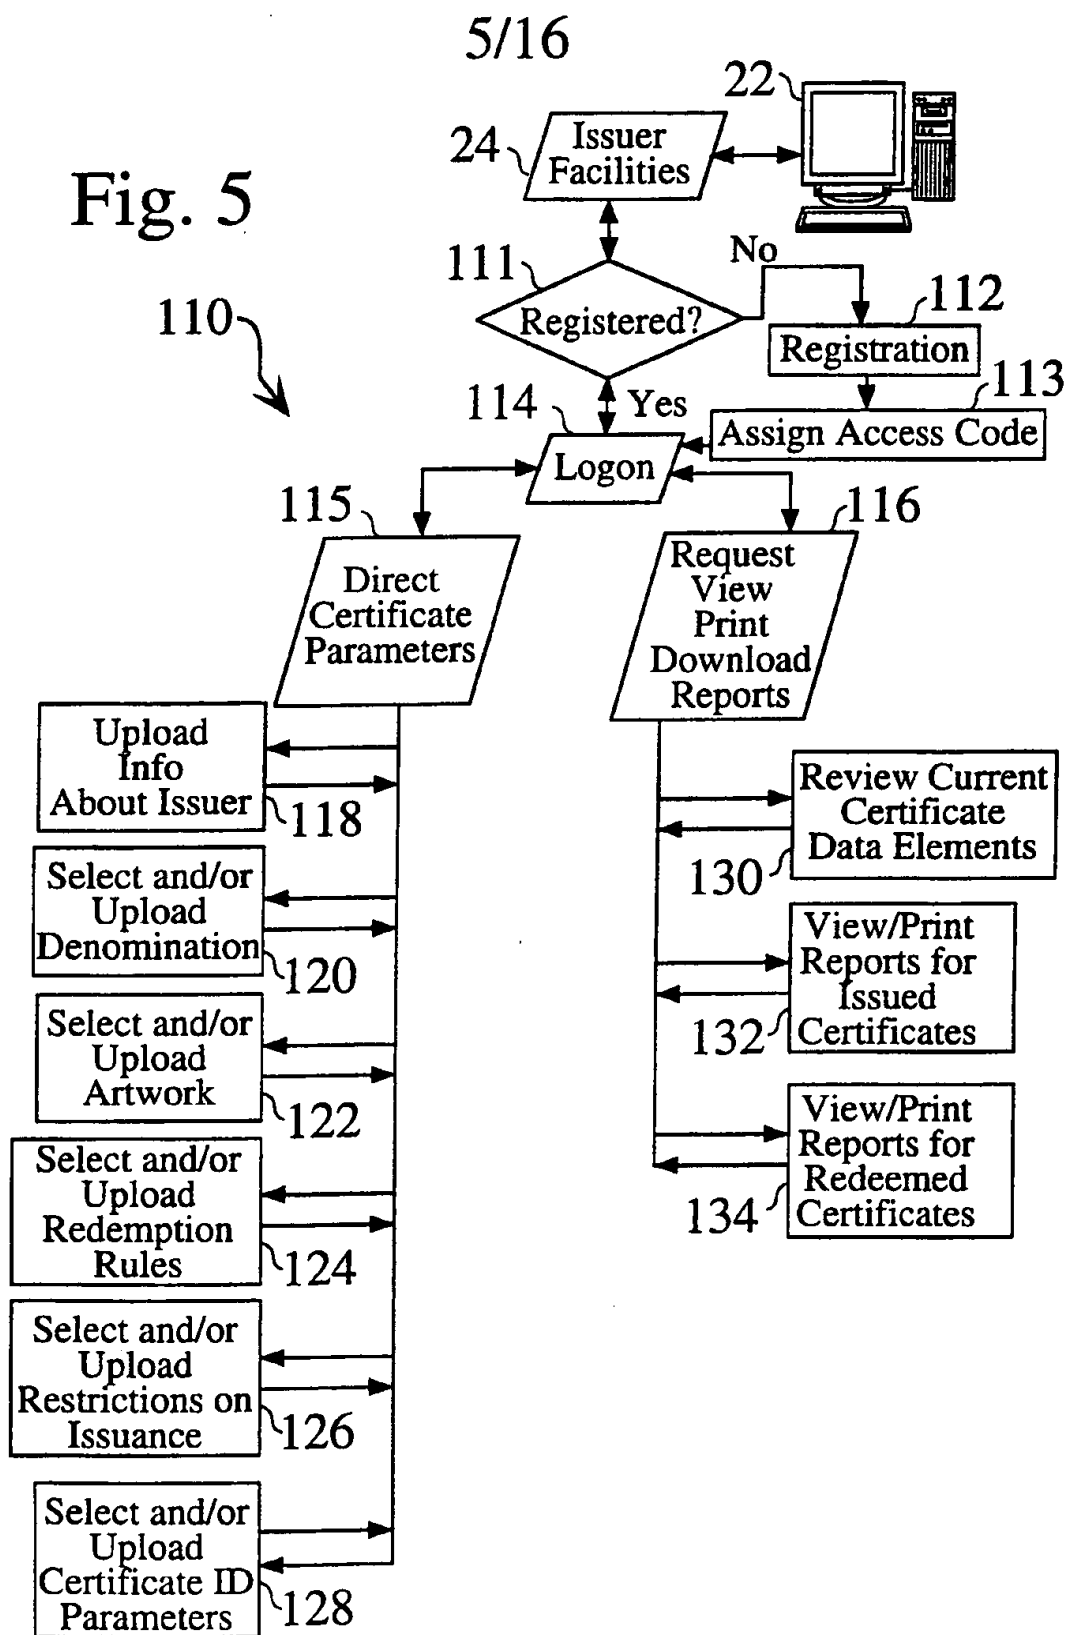 5/16
22
24
Issuer
Facilities
Fig. 5
111
No
110
Registered?
112
Registration
113
114
Yes
Assign Access Code
Logon
115
116
Direct
Certificate
Parameters
Request
View
Print
Download
Reports
Upload
Info
About Issuer
118
Select and/or
Upload
Denomination
120
Select and/or
Upload
Artwork
122
Select and/or
Upload
Redemption
Rules
124
Select and/or
Upload
Restrictions on
Issuance
126
Select and/or
Upload
Certificate ID
Parameters
128
Review Current
Certificate
Data Elements
130
View/Print
Reports for
Issued
Certificates
132
View/Print
Reports for
Redeemed
Certificates
134